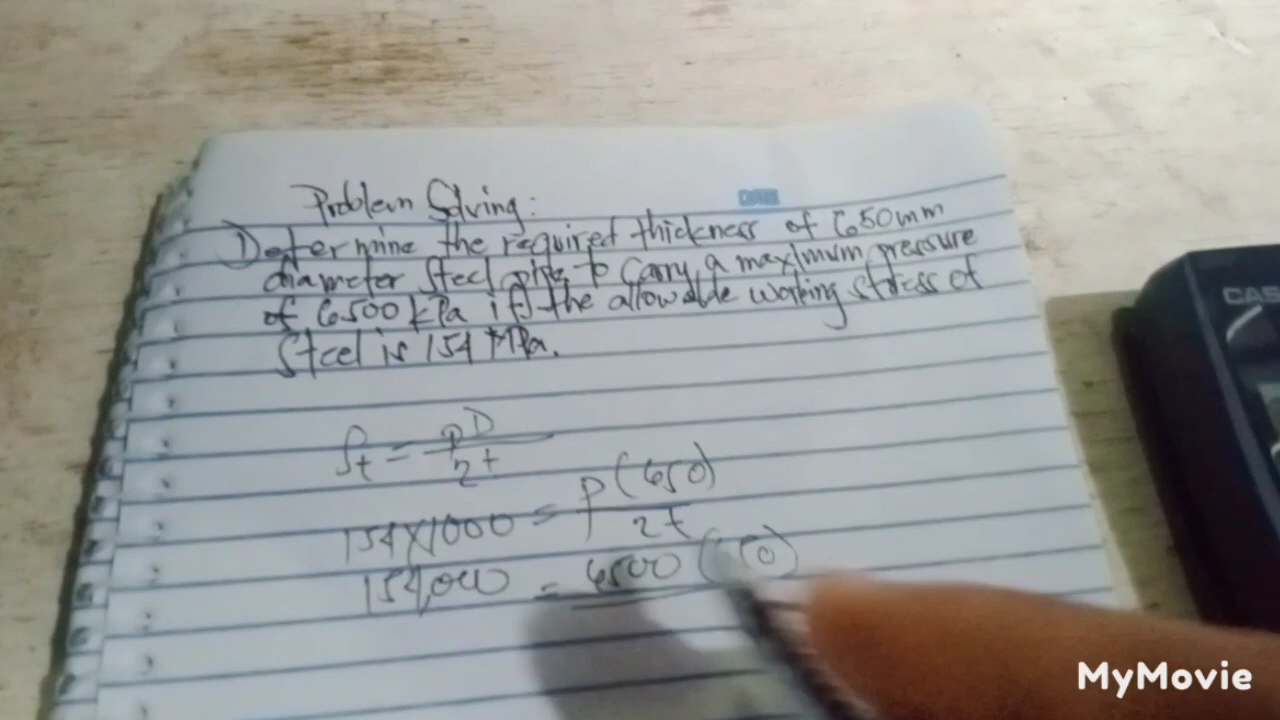 Problem Solving:
1) Determine the required thickness of 650mm
diameter steel pipe to carry a maximum pressure
of 6500 kPa if the allowable working stress of
Steel is 154 MPa.
St = pD
2t
154x1000 = P(650)
2t
154,000 = 6500 (50)
CAS
MyMovie